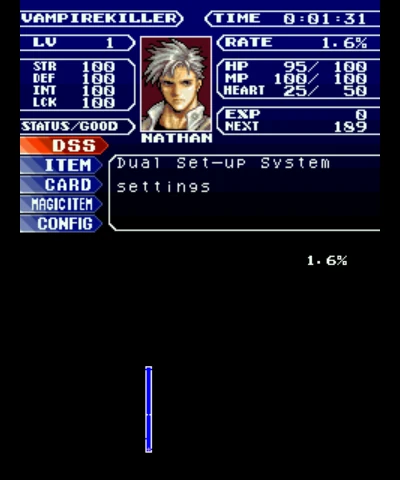 VAMPIREKILLER TIME 0:01:31
LV 1 RATE 1.6%
STR 100 HP 95/ 100
DEF 100 MP 100/ 100
INT 100 HEART 25/ 50
LCK 100
EXP 0
STATUS/GOOD NEXT 189
NATHAN
DSS
ITEM Dual Set-up System
CARD settings
MAGIC ITEM
CONFIG
1.6%